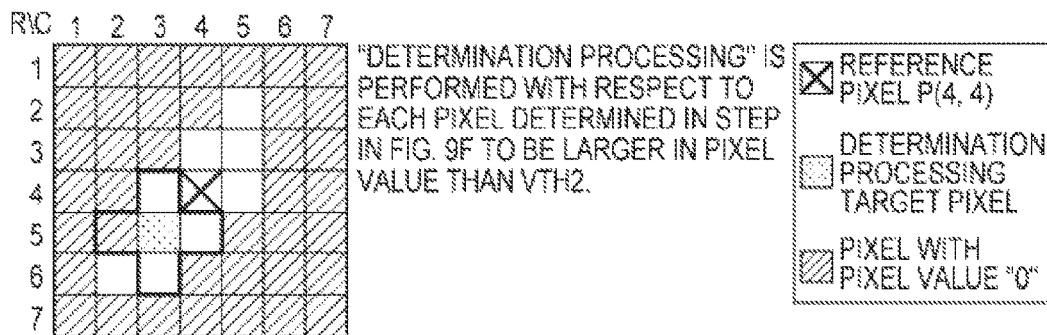 R\C 1 2 3 4 5 6 7
1
2
3
4
5
6
7
"DETERMINATION PROCESSING" IS
PERFORMED WITH RESPECT TO
EACH PIXEL DETERMINED IN STEP
IN FIG. 9F TO BE LARGER IN PIXEL
VALUE THAN VTH2.
REFERENCE
PIXEL P(4, 4)
DETERMINATION
PROCESSING
TARGET PIXEL
PIXEL WITH
PIXEL VALUE "0"